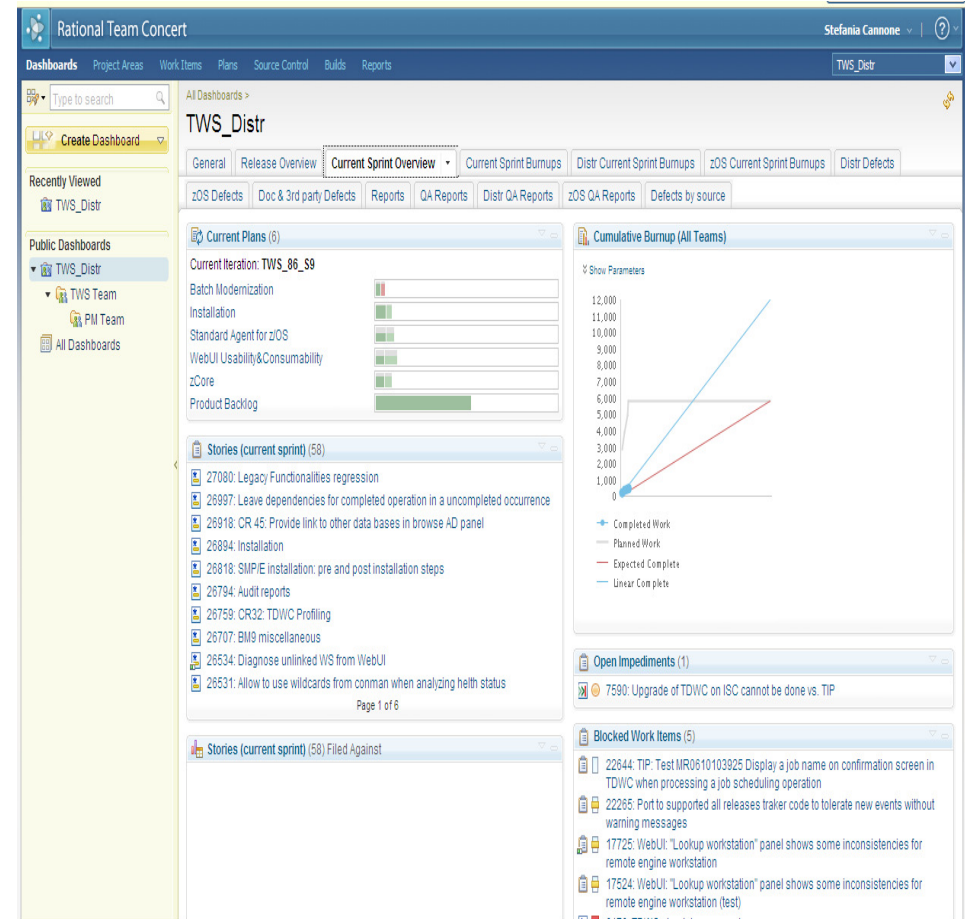 Rational Team Concert
Stefania Cannone
?
Dashboards Project Areas Work Items Plans Source Control Builds Reports
TWS_Distr
Type to search
Create Dashboard
Recently Viewed
TWS_Distr
Public Dashboards
TWS_Distr
TWS Team
PM Team
All Dashboards
All Dashboards >
TWS_Distr
General Release Overview Current Sprint Overview Current Sprint Burnups Distr Current Sprint Burnups zOS Current Sprint Burnups Distr Defects
zOS Defects Doc & 3rd party Defects Reports QA Reports Distr QA Reports zOS QA Reports Defects by source
Current Plans (6)
Current Iteration: TWS_86_S9
Batch Modernization
Installation
Standard Agent for z/OS
WebUI Usability&Consumability
zCore
Product Backlog
Stories (current sprint) (58)
27080: Legacy Functionalities regression
26997: Leave dependencies for completed operation in a uncompleted occurrence
26918: CR 45: Provide link to other data bases in browse AD panel
26894: Installation
26818: SMP/E installation: pre and post installation steps
26794: Audit reports
26759: CR32: TDWC Profiling
26707: BM9 miscellaneous
26534: Diagnose unlinked WS from WebUI
26531: Allow to use wildcards from conman when analyzing helth status
Page 1 of 6
Stories (current sprint) (58) Filed Against
Cumulative Burnup (All Teams)
Show Parameters
12,000
11,000
10,000
9,000
8,000
7,000
6,000
5,000
4,000
3,000
2,000
1,000
0
Completed Work
Planned Work
Expected Complete
Linear Complete
Open Impediments (1)
7590: Upgrade of TDWC on ISC cannot be done vs. TIP
Blocked Work Items (5)
22644: TIP: Test MR0610103925 Display a job name on confirmation screen in
TDWC when processing a job scheduling operation
22265: Port to supported all releases traker code to tolerate new events without
warning messages
17725: WebUI: "Lookup workstation" panel shows some inconsistencies for
remote engine workstation
17524: WebUI: "Lookup workstation" panel shows some inconsistencies for
remote engine workstation (test)